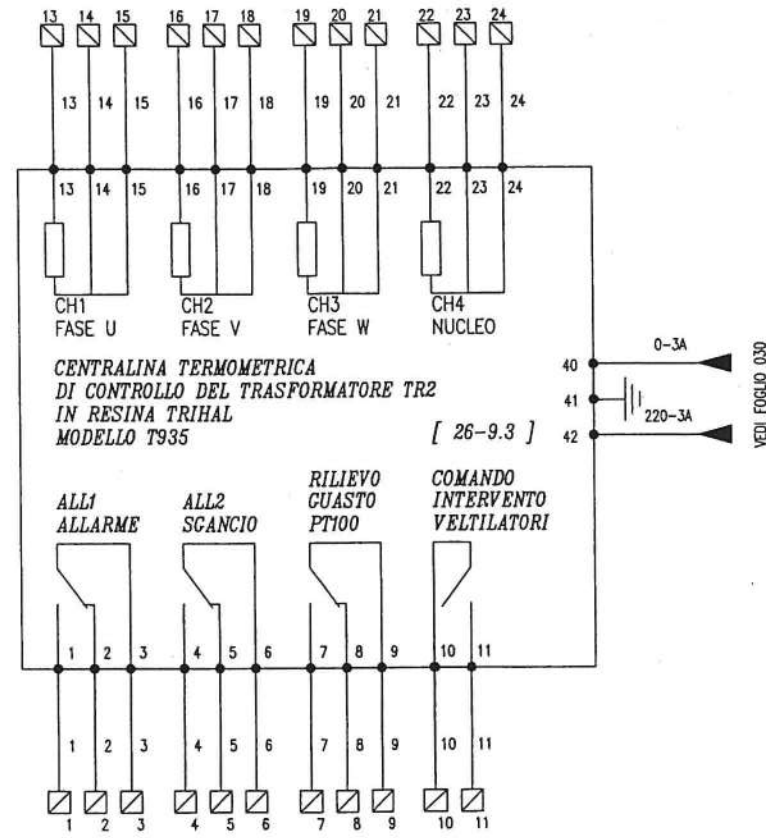 13 14 15 16 17 18 19 20 21 22 23 24
13 14 15 16 17 18 19 20 21 22 23 24
13 14 15 16 17 18 19 20 21 22 23 24
CH1 CH2 CH3 CH4
FASE U FASE V FASE W NUCLEO
CENTRALINA TERMOMETRICA
DI CONTROLLO DEL TRASFORMATORE TR2
IN RESINA TRIHAL
MODELLO T935
[ 26-9.3 ]
40 0-3A
41
42 220-3A
VEDI FOGLIO 030
ALL1
ALLARME
ALL2
SGANCIO
RILIEVO
GUASTO
PT100
COMANDO
INTERVENTO
VELTILATORI
1 2 3 4 5 6 7 8 9 10 11
1 2 3 4 5 6 7 8 9 10 11
1 2 3 4 5 6 7 8 9 10 11